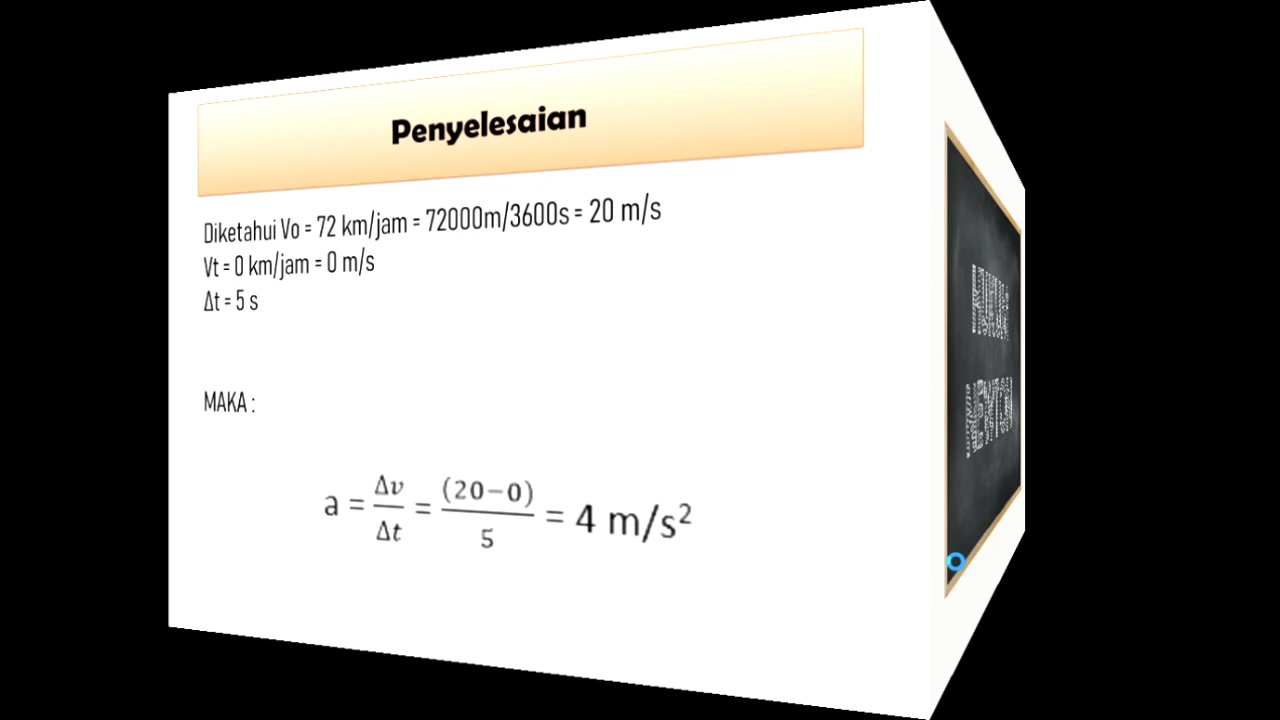 Penyelesaian
Diketahui Vo = 72 km/jam = 72000m/3600s = 20 m/s
Vt = 0 km/jam = 0 m/s
Δt = 5 s
MAKA :
a = Δv/Δt = (20−0)/5 = 4 m/s²